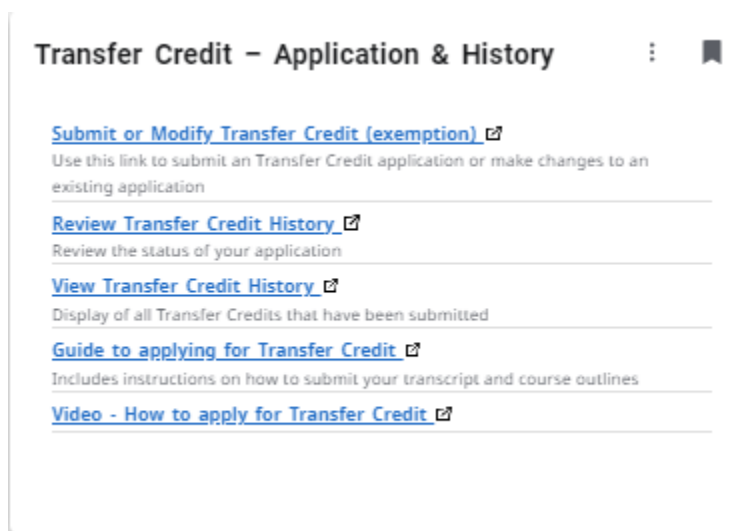 Transfer Credit – Application & History
Submit or Modify Transfer Credit (exemption)
Use this link to submit an Transfer Credit application or make changes to an
existing application
Review Transfer Credit History
Review the status of your application
View Transfer Credit History
Display of all Transfer Credits that have been submitted
Guide to applying for Transfer Credit
Includes instructions on how to submit your transcript and course outlines
Video - How to apply for Transfer Credit